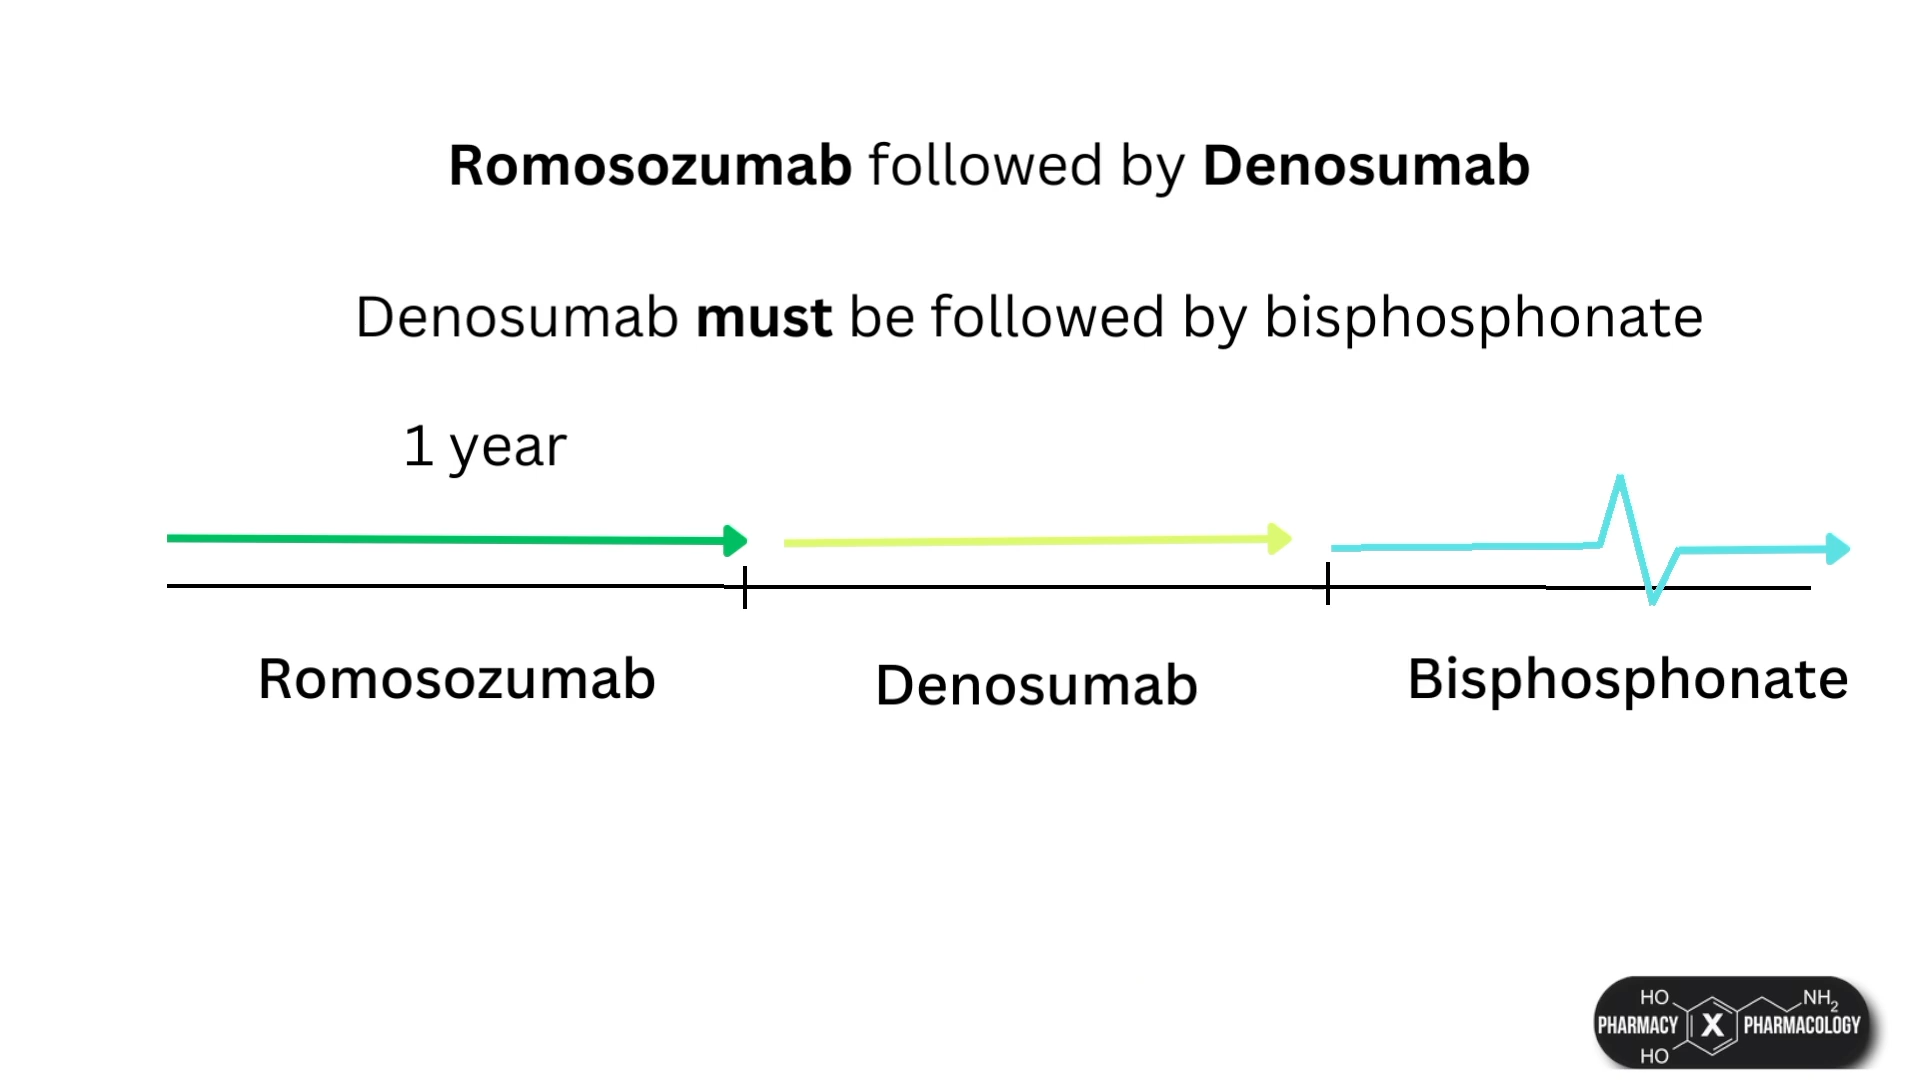 Romosozumab followed by Denosumab
Denosumab must be followed by bisphosphonate
1 year
Romosozumab
Denosumab
Bisphosphonate
HO
NH2
PHARMACY X PHARMACOLOGY
HO